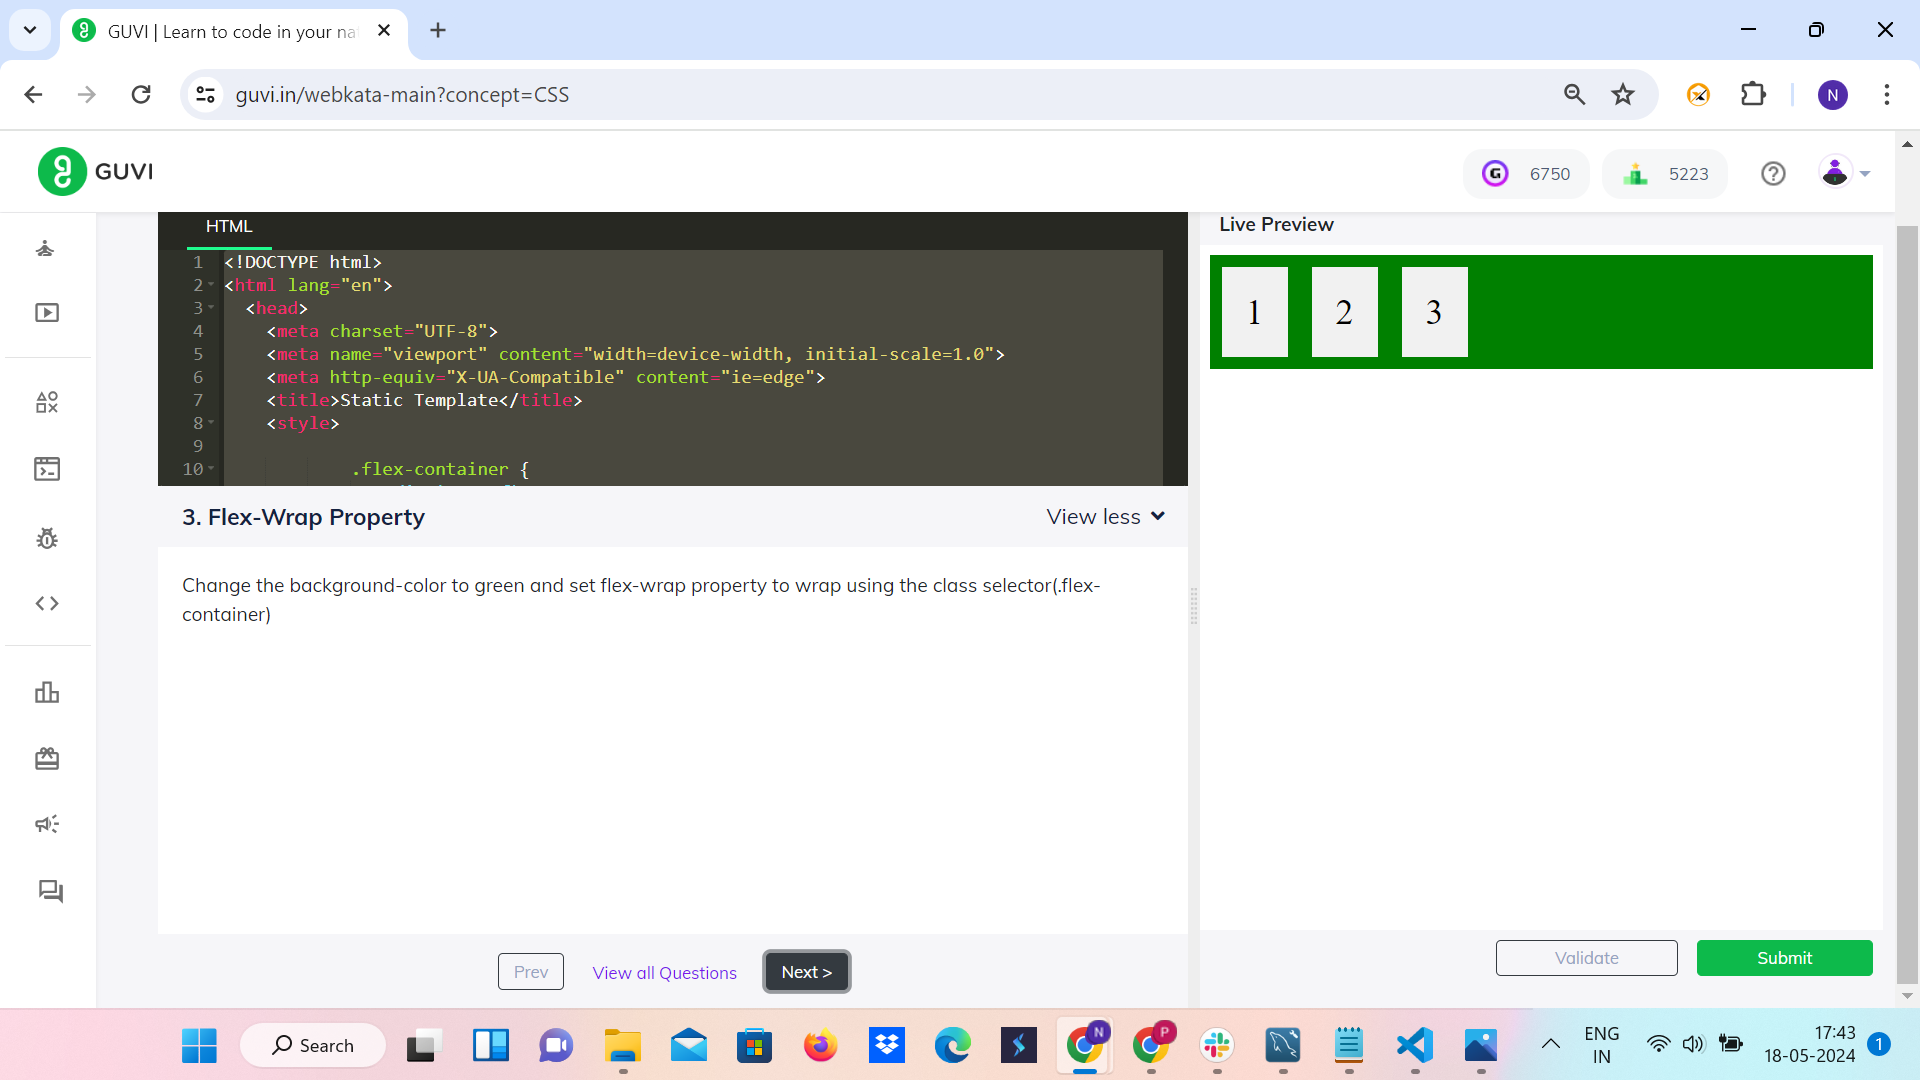 GUVI | Learn to code in your na
guvi.in/webkata-main?concept=CSS
N
GUVI
6750
5223
HTML
Live Preview
1 <!DOCTYPE html>
2 <html lang="en">
3 <head>
4 <meta charset="UTF-8">
5 <meta name="viewport" content="width=device-width, initial-scale=1.0">
6 <meta http-equiv="X-UA-Compatible" content="ie=edge">
7 <title>Static Template</title>
8 <style>
9
10 .flex-container {
1 2 3
3. Flex-Wrap Property
View less
Change the background-color to green and set flex-wrap property to wrap using the class selector(.flex-
container)
Prev
View all Questions
Next >
Validate
Submit
Search
N
P
ENG
IN
17:43
18-05-2024
1